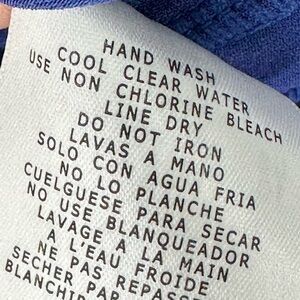 HAND WASH
COOL CLEAR WATER
USE NON CHLORINE BLEACH
LINE DRY
DO NOT IRON
LAVAS A MANO
SOLO CON AGUA FRIA
NO LO PLANCHE
CUELGUESE PARA SECAR
NO USE BLANQUEADOR
LAVAGE A LA MAIN
A L'EAU FROIDE
NE PAS REPASSE
SECHER PAR